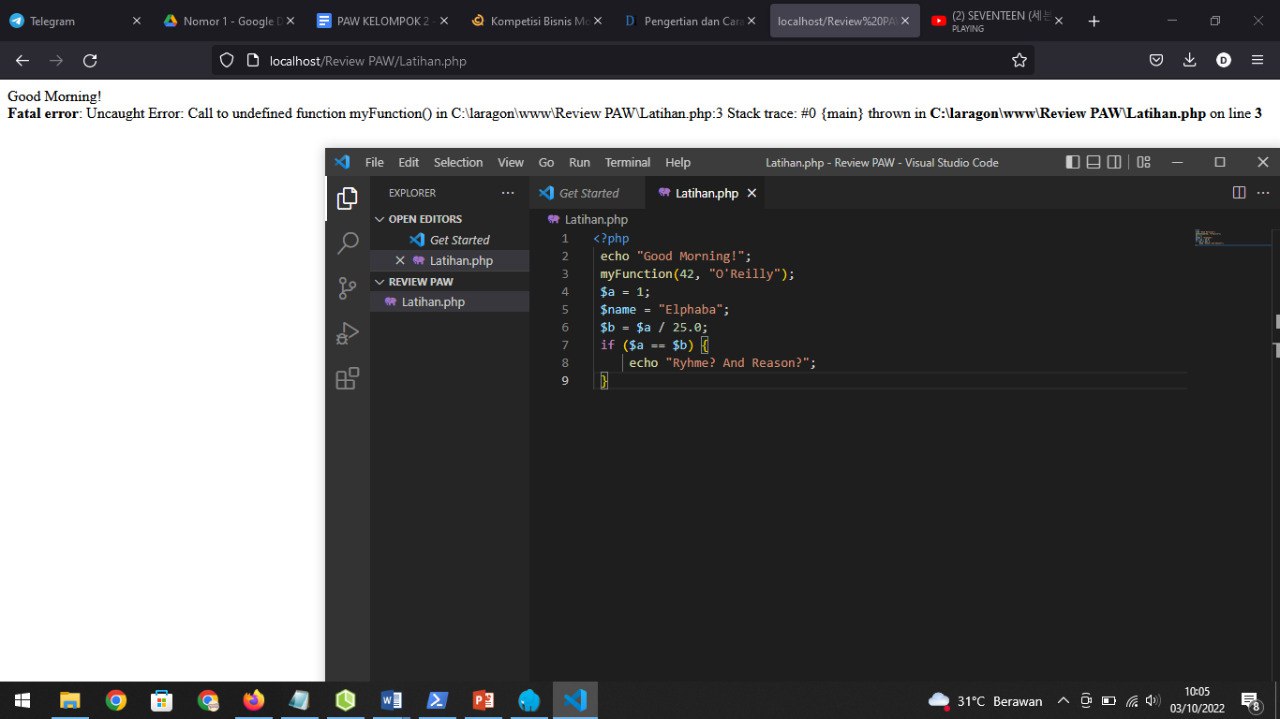 Telegram
Nomor 1 - Google D
PAW KELOMPOK 2 -
Kompetisi Bisnis Mo
Pengertian dan Cara
localhost/Review%20PA
(2) SEVENTEEN (세븐
PLAYING
localhost/Review PAW/Latihan.php
Good Morning!
Fatal error: Uncaught Error: Call to undefined function myFunction() in C:\laragon\www\Review PAW\Latihan.php:3 Stack trace: #0 {main} thrown in C:\laragon\www\Review PAW\Latihan.php on line 3
File Edit Selection View Go Run Terminal Help
Latihan.php - Review PAW - Visual Studio Code
EXPLORER
OPEN EDITORS
Get Started
Latihan.php
REVIEW PAW
Latihan.php
Get Started
Latihan.php
Latihan.php
1 <?php
2 echo "Good Morning!";
3 myFunction(42, "O'Reilly");
4 $a = 1;
5 $name = "Elphaba";
6 $b = $a / 25.0;
7 if ($a == $b) {
8 echo "Ryhme? And Reason?";
9 }
31°C Berawan
10:05
03/10/2022
8